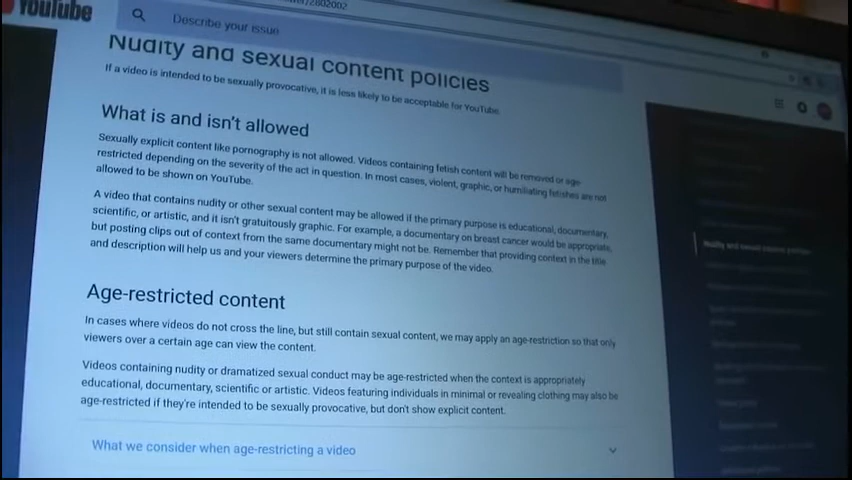 YouTube
Describe your issue
Nudity and sexual content policies
If a video is intended to be sexually provocative, it is less likely to be acceptable for YouTube.
What is and isn't allowed
Sexually explicit content like pornography is not allowed. Videos containing fetish content will be removed or age-
restricted depending on the severity of the act in question. In most cases, violent, graphic, or humiliating fetishes are not
allowed to be shown on YouTube.
A video that contains nudity or other sexual content may be allowed if the primary purpose is educational, documentary,
scientific, or artistic, and it isn't gratuitously graphic. For example, a documentary on breast cancer would be appropriate,
but posting clips out of context from the same documentary might not be. Remember that providing context in the title
and description will help us and your viewers determine the primary purpose of the video.
Age-restricted content
In cases where videos do not cross the line, but still contain sexual content, we may apply an age-restriction so that only
viewers over a certain age can view the content.
Videos containing nudity or dramatized sexual conduct may be age-restricted when the context is appropriately
educational, documentary, scientific or artistic. Videos featuring individuals in minimal or revealing clothing may also be
age-restricted if they're intended to be sexually provocative, but don't show explicit content.
What we consider when age-restricting a video
Nudity and sexual content policies